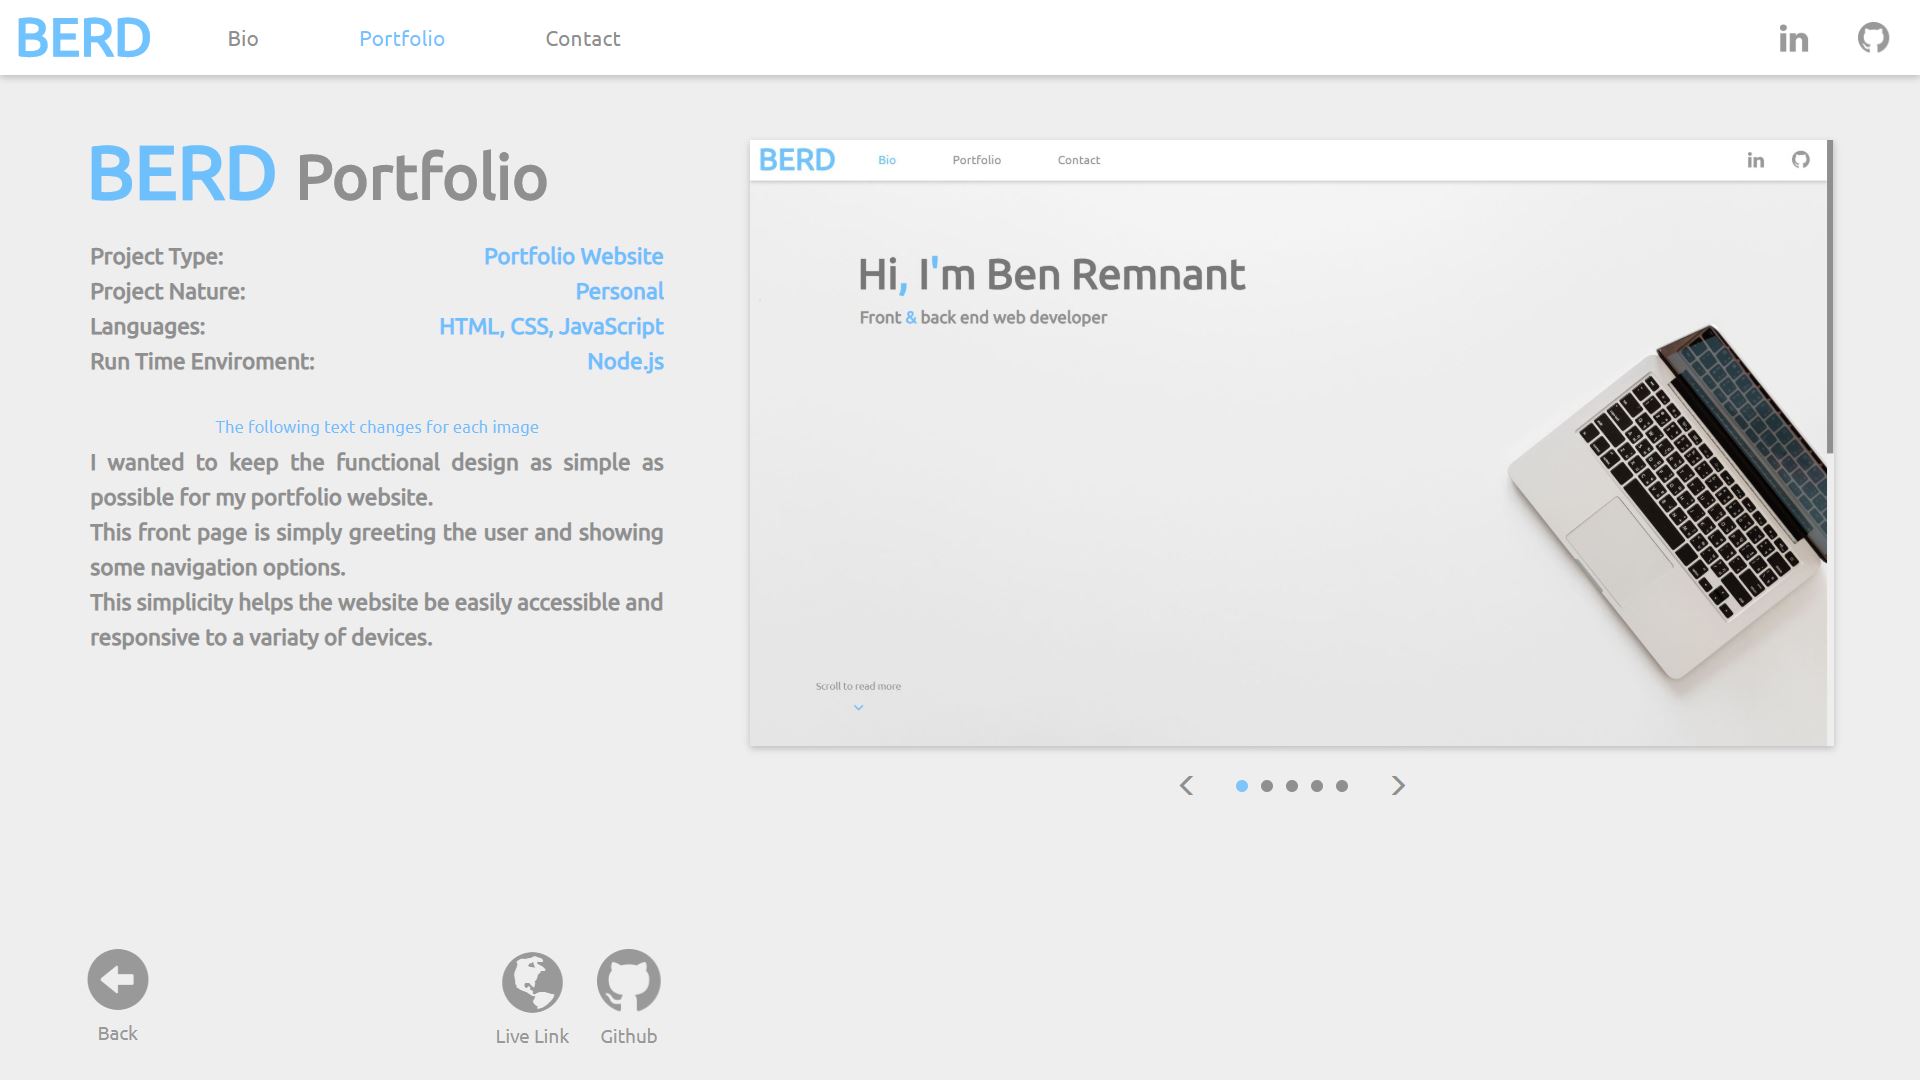 BERD Bio Portfolio Contact in
BERD Portfolio
Project Type: Portfolio Website
Project Nature: Personal
Languages: HTML, CSS, JavaScript
Run Time Enviroment: Node.js
The following text changes for each image
I wanted to keep the functional design as simple as
possible for my portfolio website.
This front page is simply greeting the user and showing
some navigation options.
This simplicity helps the website be easily accessible and
responsive to a variaty of devices.
BERD Bio Portfolio Contact in
Hi, I'm Ben Remnant
Front & back end web developer
Scroll to read more
Back
Live Link
Github